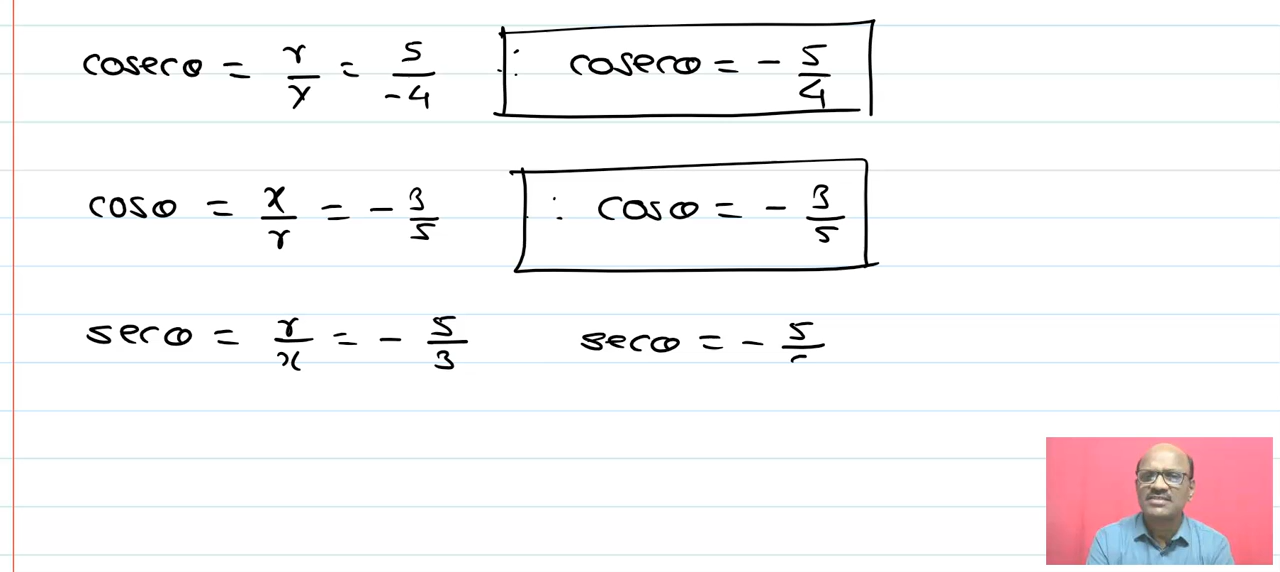 cosecθ = r/y = 5/-4 ∴ cosecθ = - 5/4
cosθ = x/r = - 3/5 ∴ cosθ = - 3/5
secθ = r/x = - 5/3 secθ = - 5/